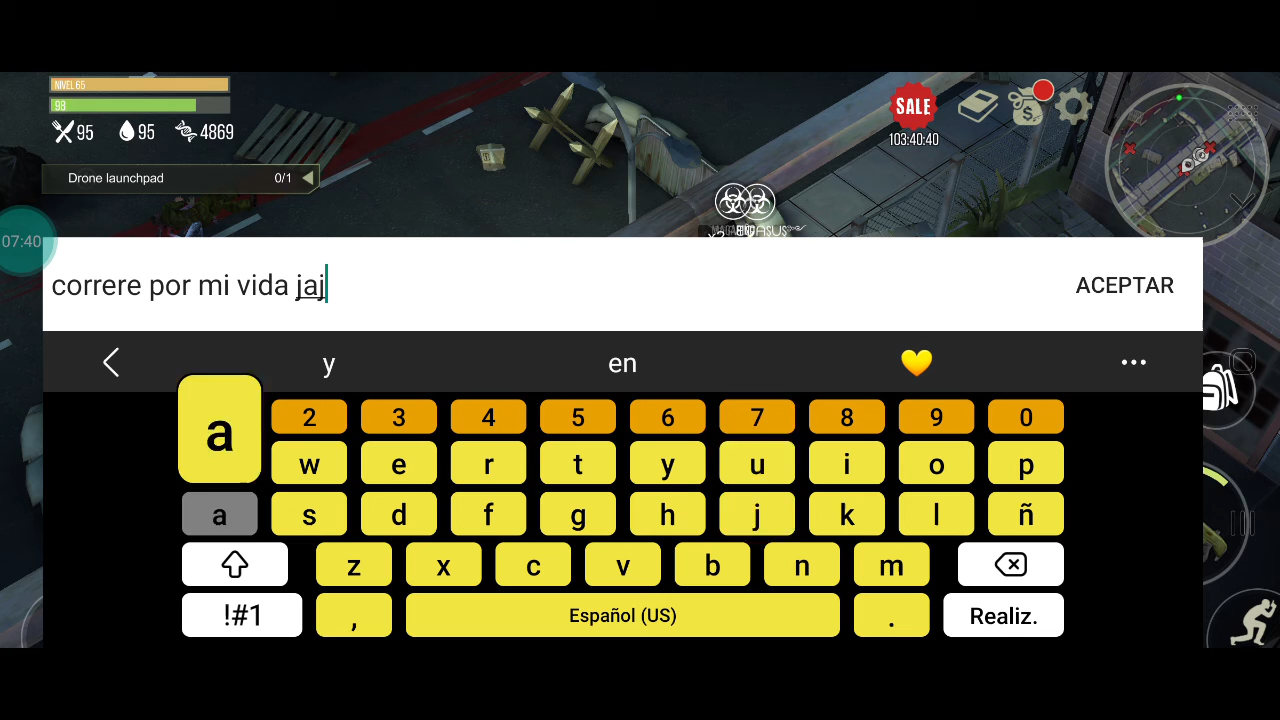 NIVEL 65
98
95 95 4869
SALE
103:40:40
Drone launchpad 0/1
07:40
correre por mi vida jaj
ACEPTAR
y en
a 2 3 4 5 6 7 8 9 0
w e r t y u i o p
a s d f g h j k l ñ
z x c v b n m
!#1 , Español (US) . Realiz.